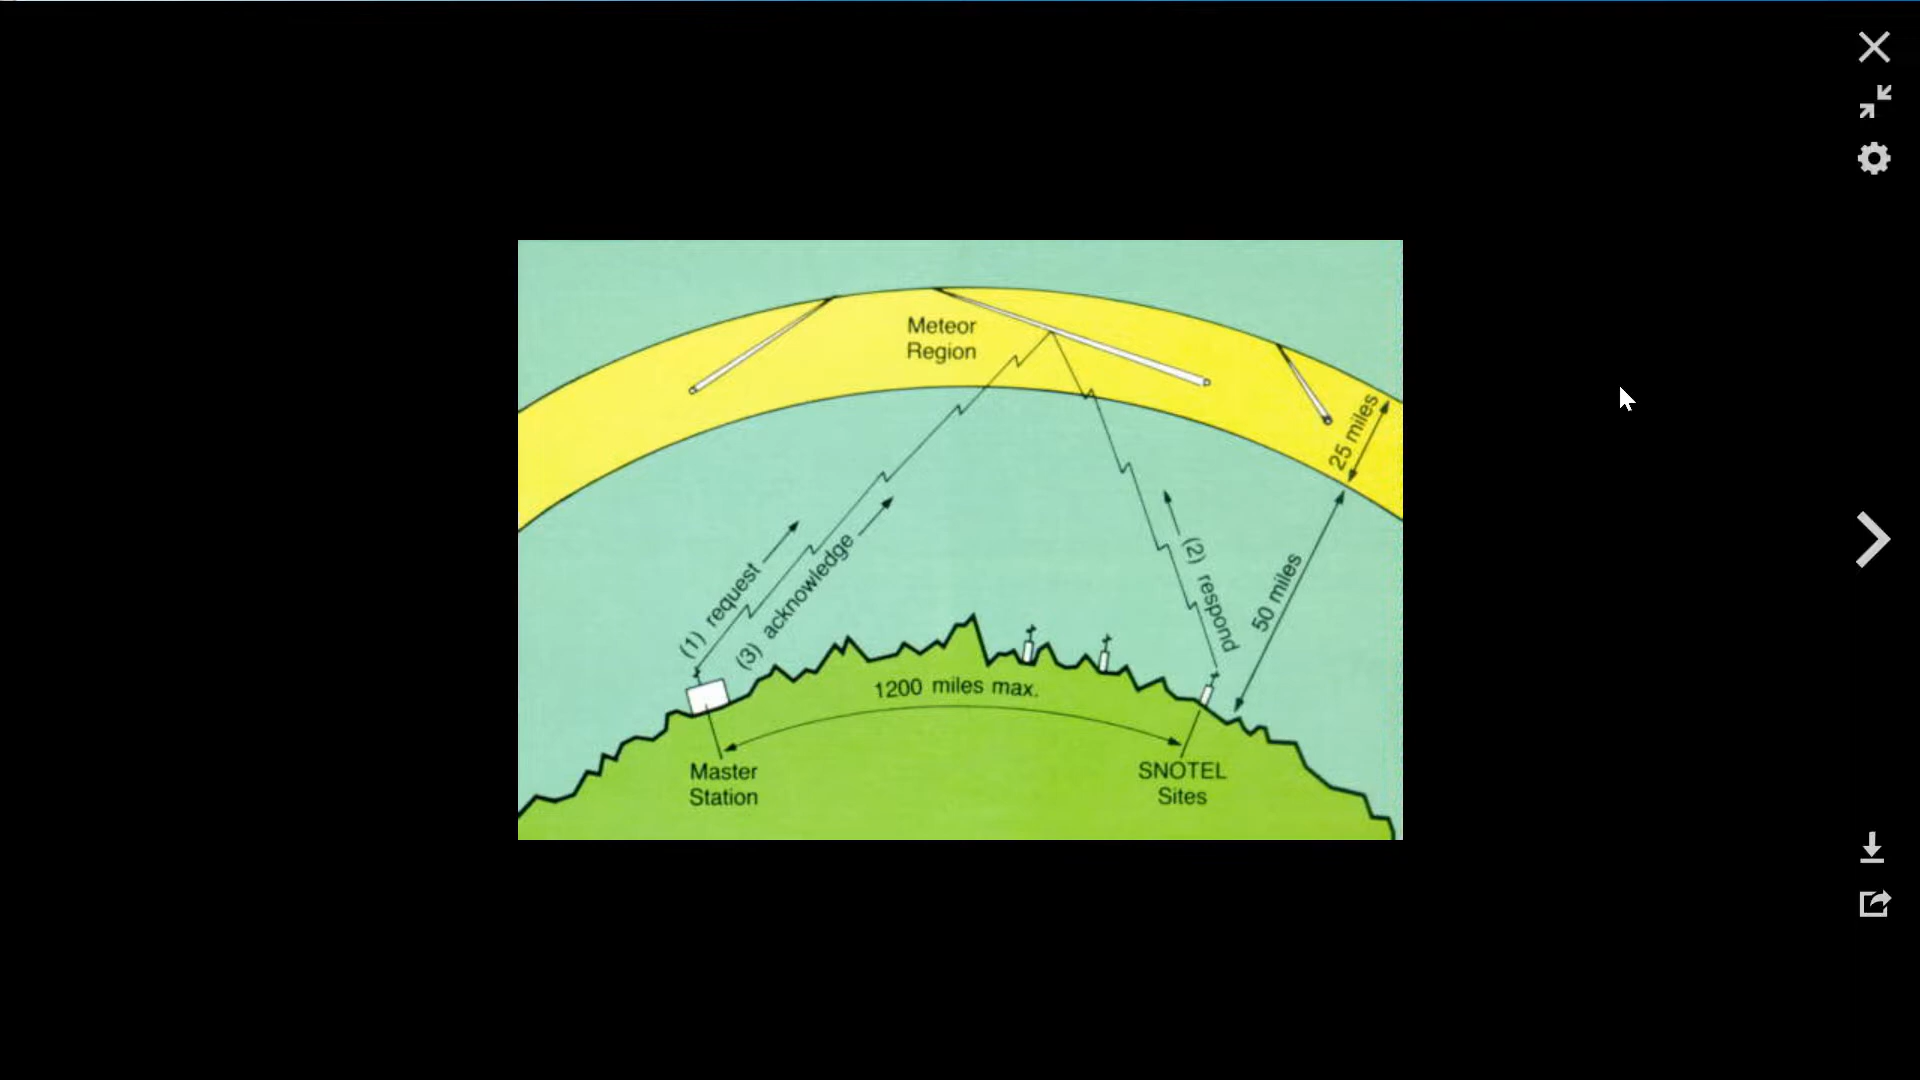 Meteor
Region
25 miles
(1) request
(3) acknowledge
(2) respond
50 miles
1200 miles max.
Master
Station
SNOTEL
Sites